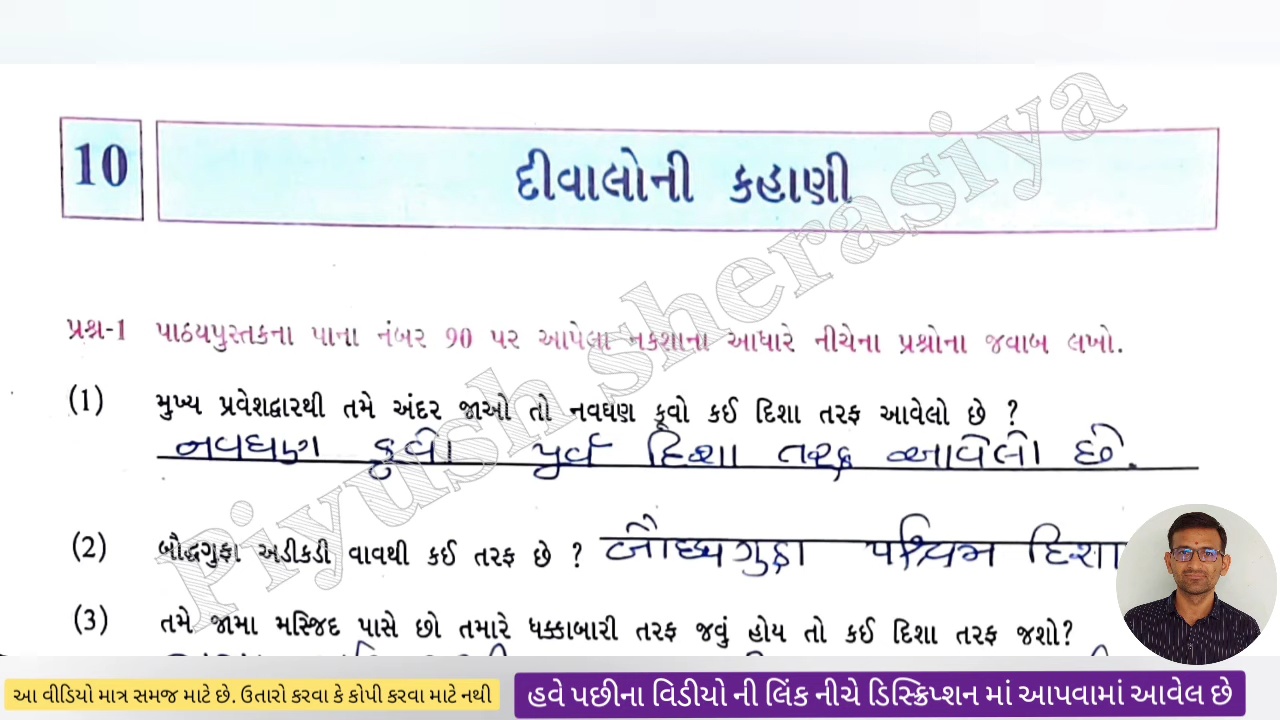 10
દીવાલોની કહાણી
પ્રશ્ન-1 પાઠ્યપુસ્તકના પાના નંબર 90 પર આપેલા નકશાના આધારે નીચેના પ્રશ્નોના જવાબ લખો.
(1) મુખ્ય પ્રવેશદ્વારથી તમે અંદર જાઓ તો નવઘણ કૂવો કઈ દિશા તરફ આવેલો છે ?
નવઘણ કુવો પૂર્વ દિશા તરફ આવેલો છે.
(2) બૌદ્ધગુફા અડીકડી વાવથી કઈ તરફ છે ? બૌધ્ધગુફા પશ્ચિમ દિશા
(3) તમે જામા મસ્જિદ પાસે છો તમારે ધક્કાબારી તરફ જવું હોય તો કઈ દિશા તરફ જશો?
Piyush sherasiya
આ વીડિયો માત્ર સમજ માટે છે. ઉતારો કરવા કે કોપી કરવા માટે નથી
હવે પછીના વિડીયો ની લિંક નીચે ડિસ્ક્રિપ્શન માં આપવામાં આવેલ છે